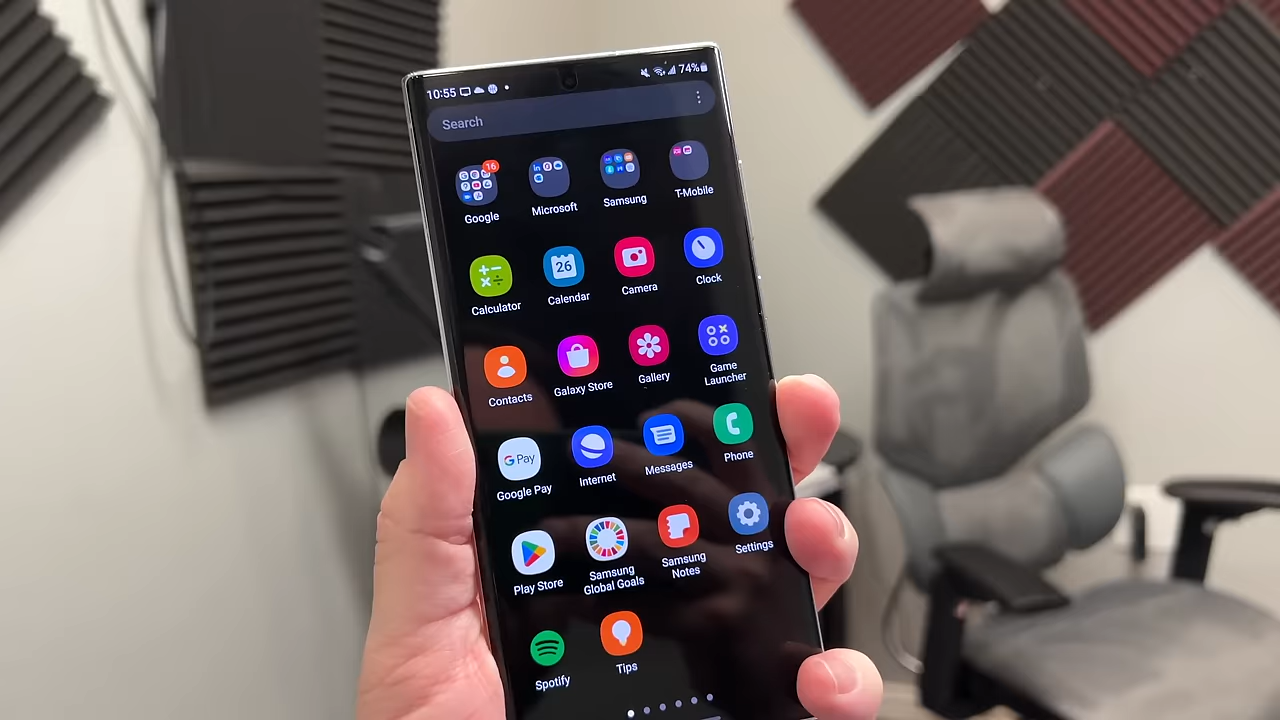 10:55
74%
Search
16
Google
Microsoft
Samsung
T-Mobile
26
Calculator
Calendar
Camera
Clock
Contacts
Galaxy Store
Gallery
Game
Launcher
G Pay
Google Pay
Internet
Messages
Phone
Play Store
Samsung
Global Goals
Samsung
Notes
Settings
Spotify
Tips